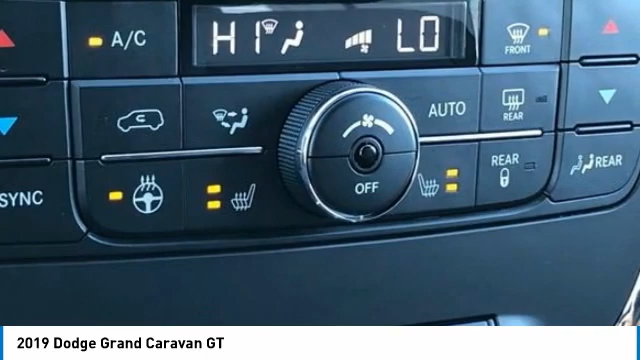 A/C
HI
LO
FRONT
AUTO
REAR
SYNC
OFF
REAR
REAR
2019 Dodge Grand Caravan GT